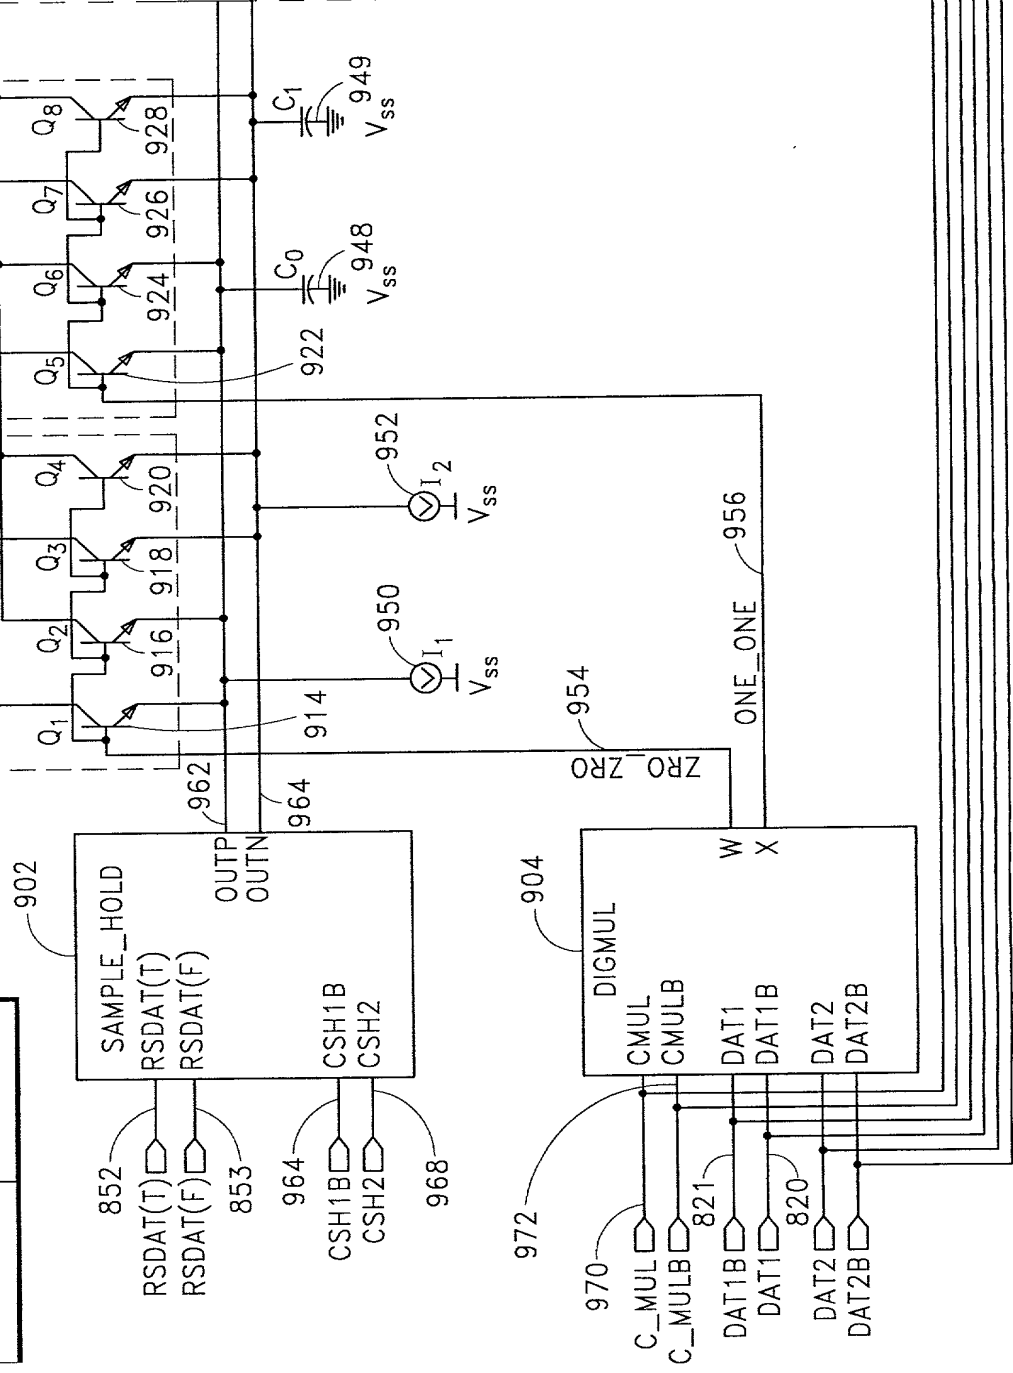 902
SAMPLE_HOLD
852
RSDAT(T)
RSDAT(T)
RSDAT(F)
RSDAT(F)
853
964
CSH1B
CSH1B
CSH2
CSH2
968
OUTP
OUTN
962
964
Q1
914
Q2
916
Q3
918
Q4
920
Q5
922
Q6
924
Q7
926
Q8
928
C0
948
VSS
C1
949
VSS
950
I1
VSS
952
I2
VSS
954
ZRO_ZRO
956
ONE_ONE
904
DIGMUL
W
X
972
970
C_MUL
CMUL
C_MULB
CMULB
821
DAT1B
DAT1
DAT1
DAT1B
820
DAT2
DAT2
DAT2B
DAT2B